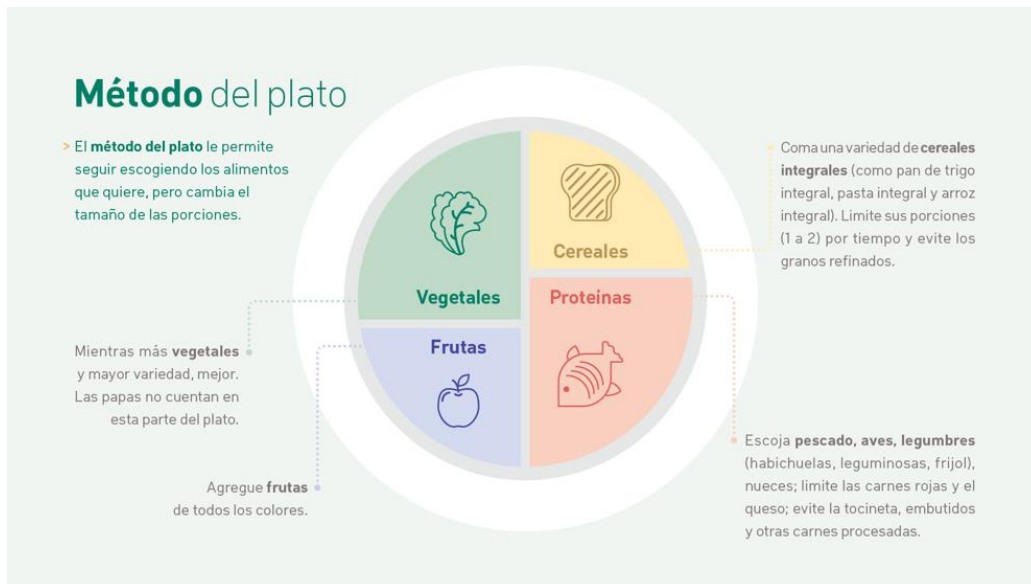 Método del plato
> El método del plato le permite
seguir escogiendo los alimentos
que quiere, pero cambia el
tamaño de las porciones.
Mientras más vegetales
y mayor variedad, mejor.
Las papas no cuentan en
esta parte del plato.
Agregue frutas
de todos los colores.
Vegetales
Frutas
Cereales
Proteínas
Coma una variedad de cereales
integrales (como pan de trigo
integral, pasta integral y arroz
integral). Limite sus porciones
(1 a 2) por tiempo y evite los
granos refinados.
Escoja pescado, aves, legumbres
(habichuelas, leguminosas, frijol),
nueces; limite las carnes rojas y el
queso; evite la tocineta, embutidos
y otras carnes procesadas.